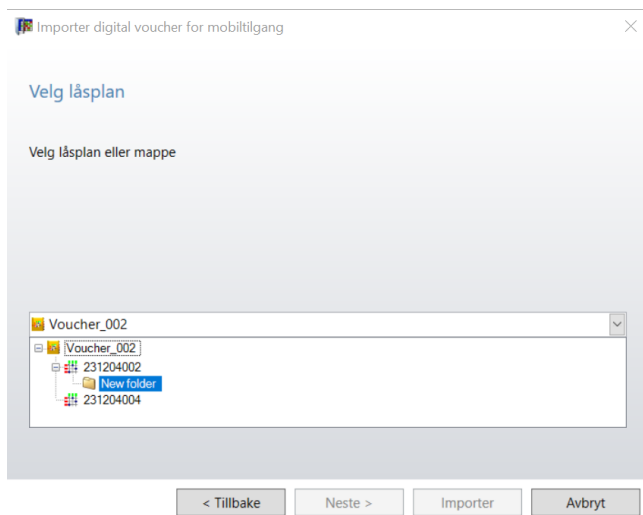 Importer digital voucher for mobiltilgang
Velg låsplan
Velg låsplan eller mappe
Voucher_002
Voucher_002
231204002
New folder
231204004
< Tillbake Neste > Importer Avbryt